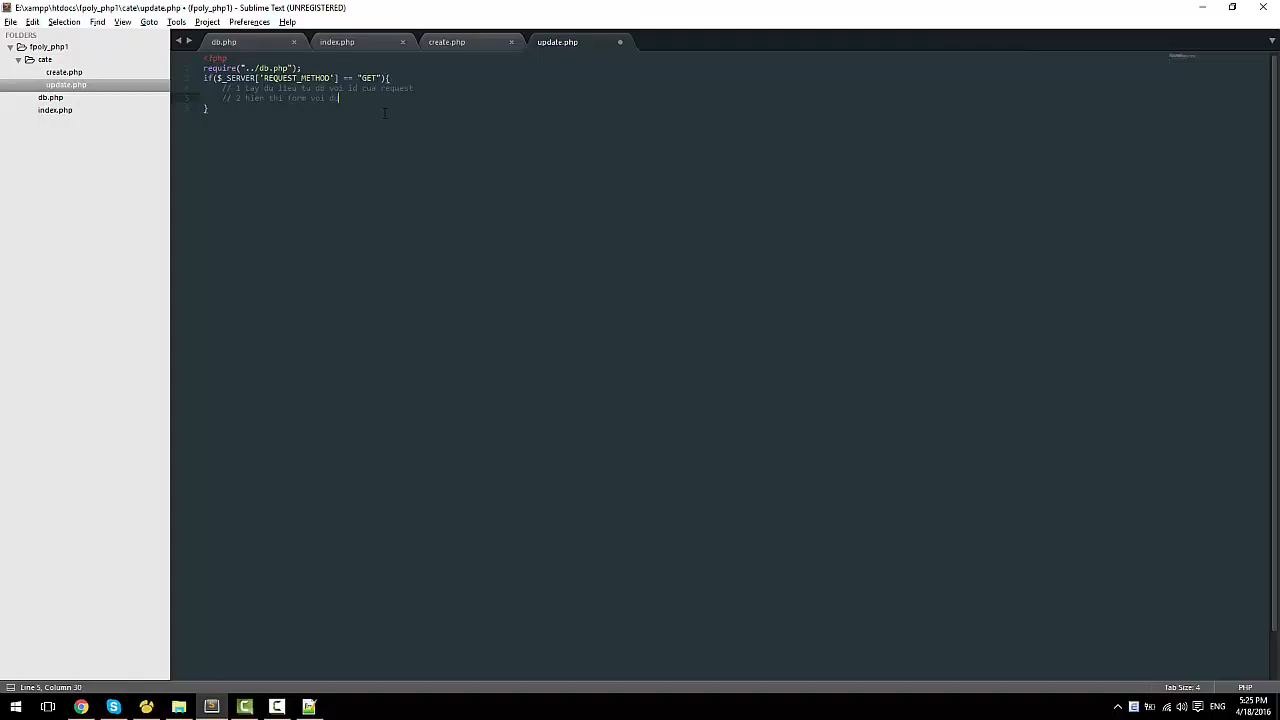 E:\xampp\htdocs\fpoly_php1\cate\update.php • (fpoly_php1) - Sublime Text (UNREGISTERED)
File Edit Selection Find View Goto Tools Project Preferences Help
FOLDERS
fpoly_php1
cate
create.php
update.php
db.php
index.php
db.php × index.php × create.php × update.php
<?php
require("../db.php");
if($_SERVER['REQUEST_METHOD'] == "GET"){
// 1 Lay du lieu tu db voi id cua request
// 2 hien thi form voi d
}
Line 5, Column 30
Tab Size: 4 PHP
ENG
5:25 PM
4/18/2016